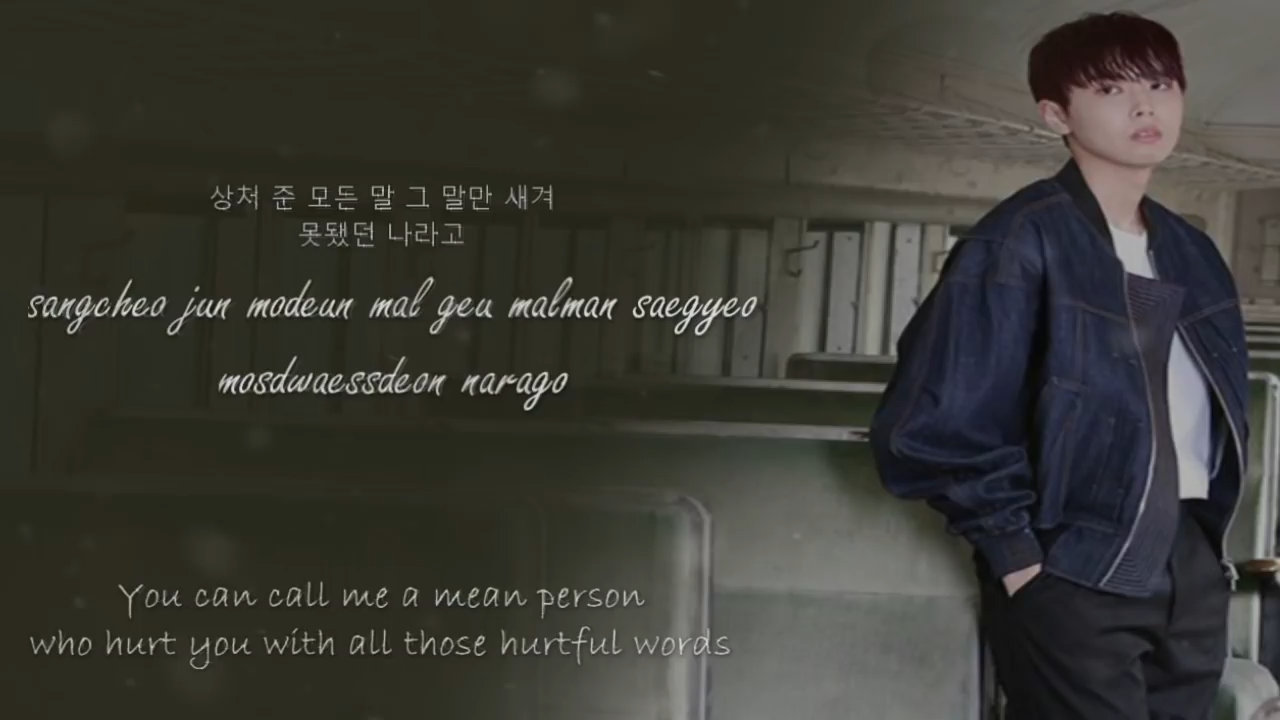 상처 준 모든 말 그 말만 새겨
못됐던 나라고
sangcheo jun modeun mal geu malman saegyeo
mosdwaessdeon narago
You can call me a mean person
who hurt you with all those hurtful words